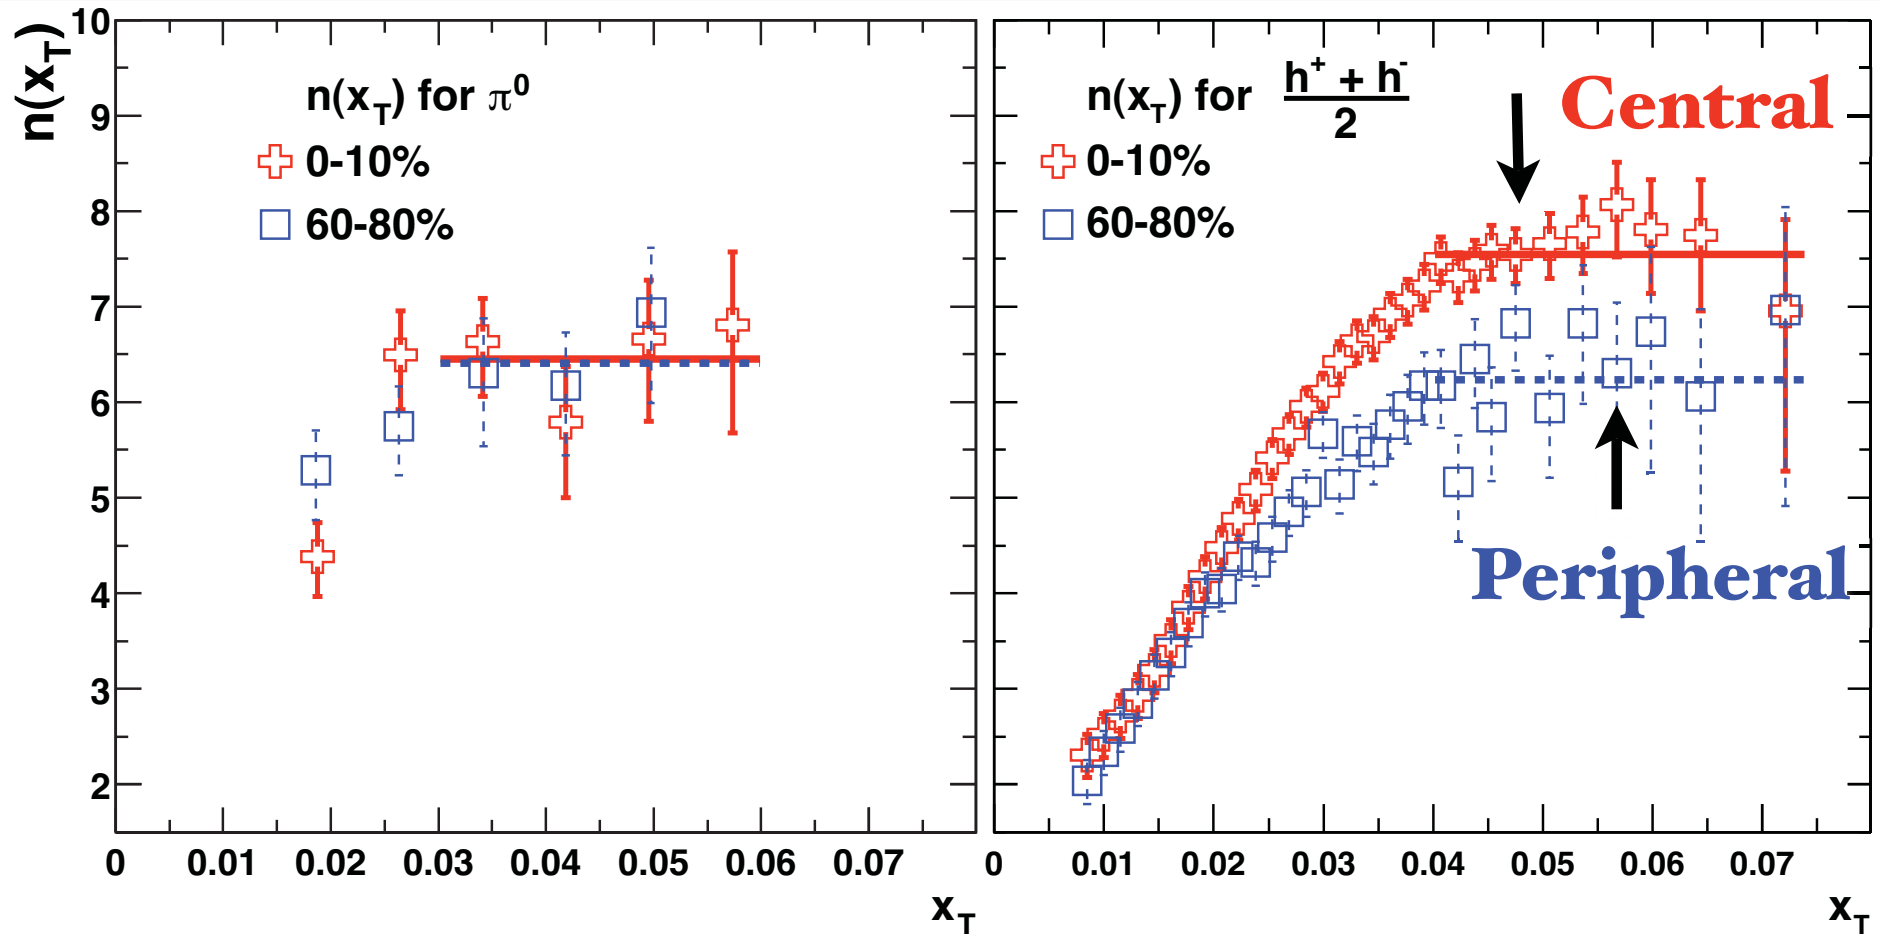 n(x_T)
10
9
8
7
6
5
4
3
2
n(x_T) for π⁰
0-10%
60-80%
0 0.01 0.02 0.03 0.04 0.05 0.06 0.07
x_T
n(x_T) for h⁺ + h⁻
2
0-10%
60-80%
Central
Peripheral
0 0.01 0.02 0.03 0.04 0.05 0.06 0.07
x_T